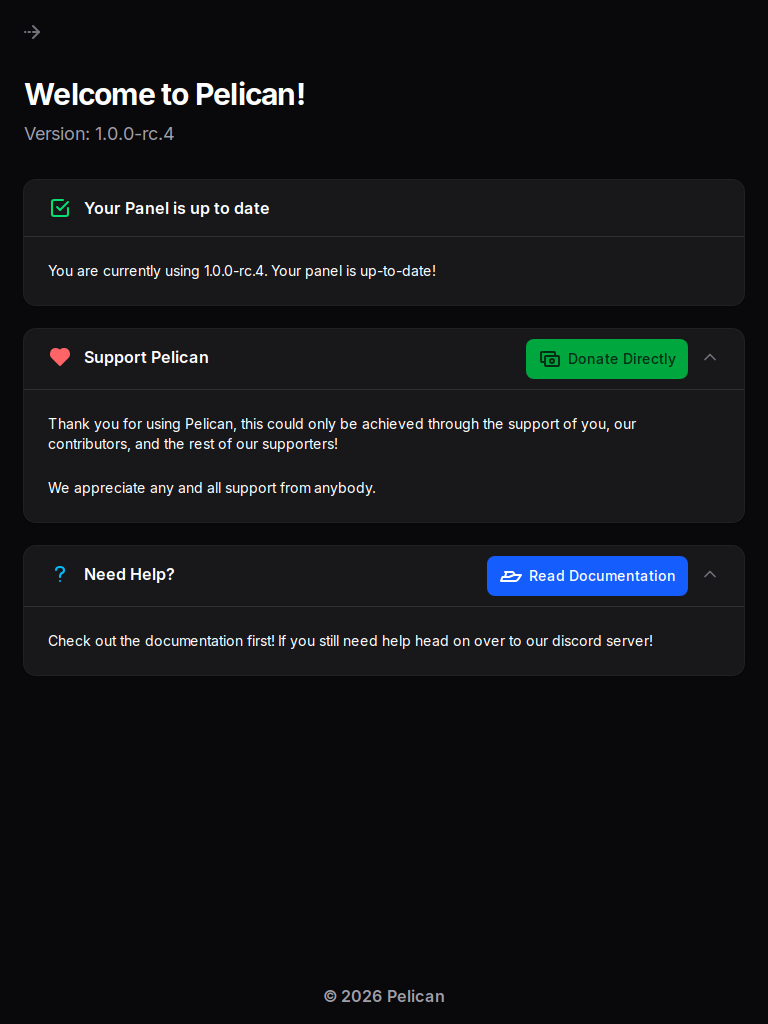 Welcome to Pelican!
Version: 1.0.0-rc.4
Your Panel is up to date
You are currently using 1.0.0-rc.4. Your panel is up-to-date!
Support Pelican
Donate Directly
Thank you for using Pelican, this could only be achieved through the support of you, our
contributors, and the rest of our supporters!
We appreciate any and all support from anybody.
Need Help?
Read Documentation
Check out the documentation first! If you still need help head on over to our discord server!
© 2026 Pelican